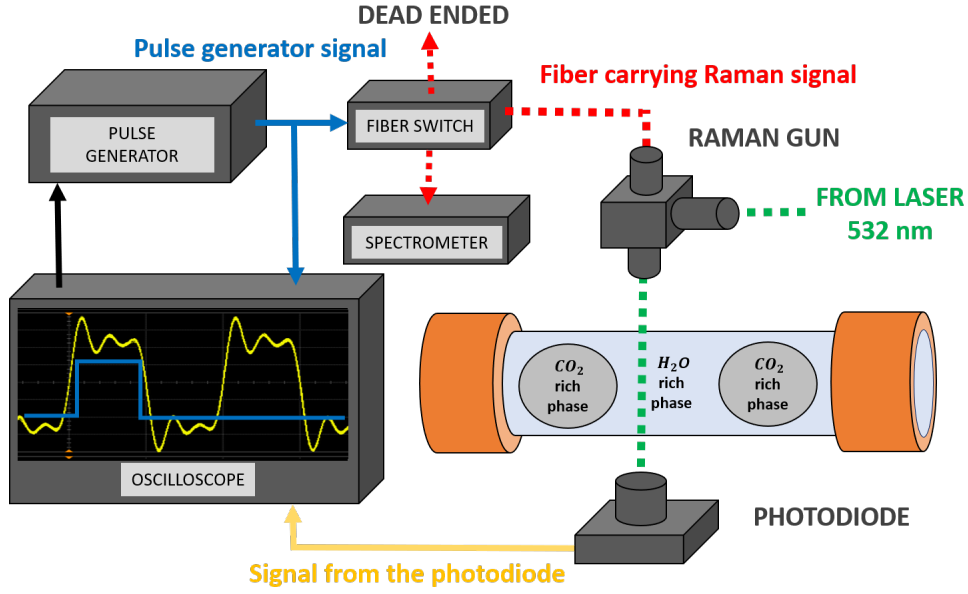 DEAD ENDED
Pulse generator signal
Fiber carrying Raman signal
PULSE
GENERATOR
FIBER SWITCH
RAMAN GUN
FROM LASER
532 nm
SPECTROMETER
CO₂
rich
phase
H₂O
rich
phase
CO₂
rich
phase
OSCILLOSCOPE
PHOTODIODE
Signal from the photodiode